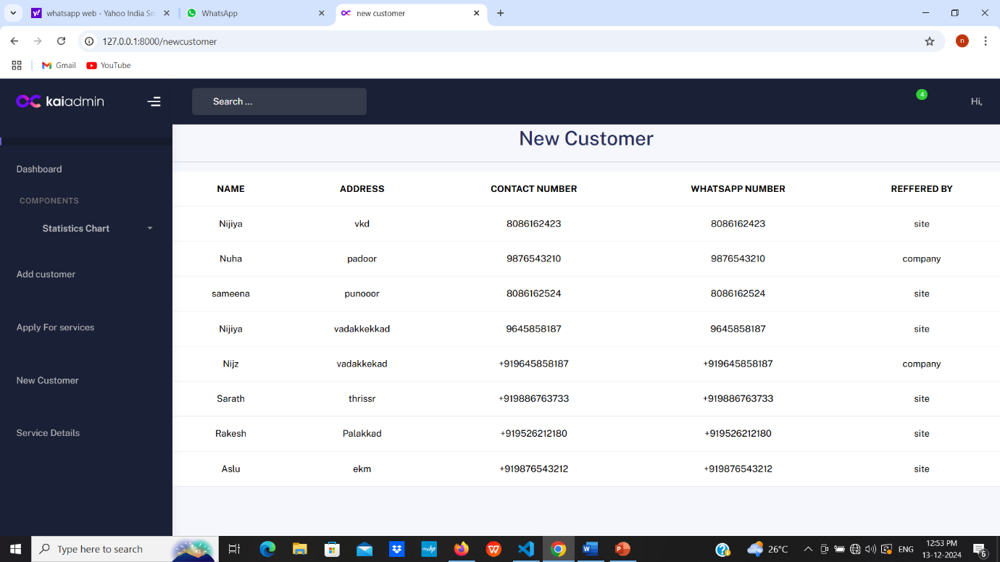 whatsapp web - Yahoo India Se
WhatsApp
new customer
127.0.0.1:8000/newcustomer
n
Gmail
YouTube
kaiadmin
Search ...
4
Hi,
New Customer
Dashboard
COMPONENTS
Statistics Chart
Add customer
Apply For services
New Customer
Service Details
NAME ADDRESS CONTACT NUMBER WHATSAPP NUMBER REFFERED BY
Nijiya vkd 8086162423 8086162423 site
Nuha padoor 9876543210 9876543210 company
sameena punooor 8086162524 8086162524 site
Nijiya vadakkekkad 9645858187 9645858187 site
Nijz vadakkekad +919645858187 +919645858187 company
Sarath thrissr +919886763733 +919886763733 site
Rakesh Palakkad +919526212180 +919526212180 site
Aslu ekm +919876543212 +919876543212 site
Type here to search
myhp
26°C
ENG
12:53 PM
13-12-2024
6